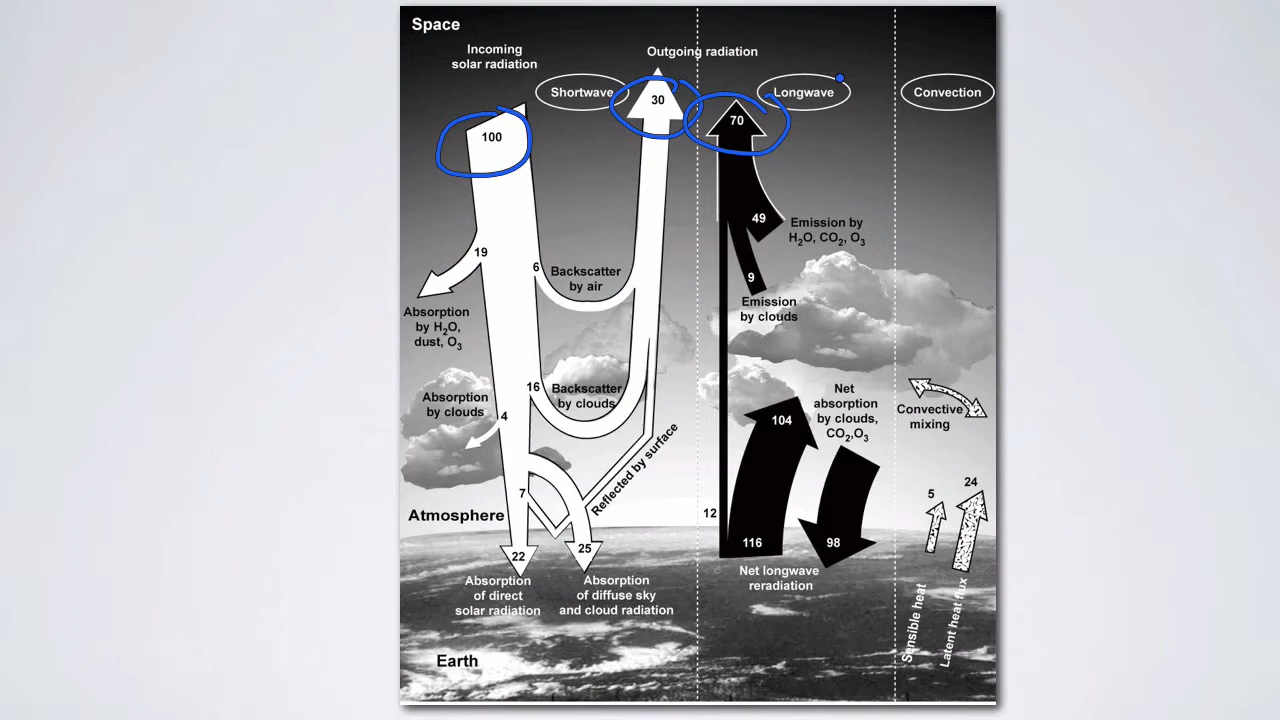 Space
Incoming
solar radiation
Outgoing radiation
Shortwave
Longwave
Convection
100
30
70
19
6
Backscatter
by air
49
Emission by
H₂O, CO₂, O₃
9
Emission
by clouds
Absorption
by H₂O,
dust, O₃
Absorption
by clouds
4
16
Backscatter
by clouds
104
Net
absorption
by clouds,
CO₂,O₃
Convective
mixing
Reflected by surface
7
Atmosphere
12
116
98
5
24
22
25
Absorption
of direct
solar radiation
Absorption
of diffuse sky
and cloud radiation
Net longwave
reradiation
Sensible heat
Latent heat flux
Earth